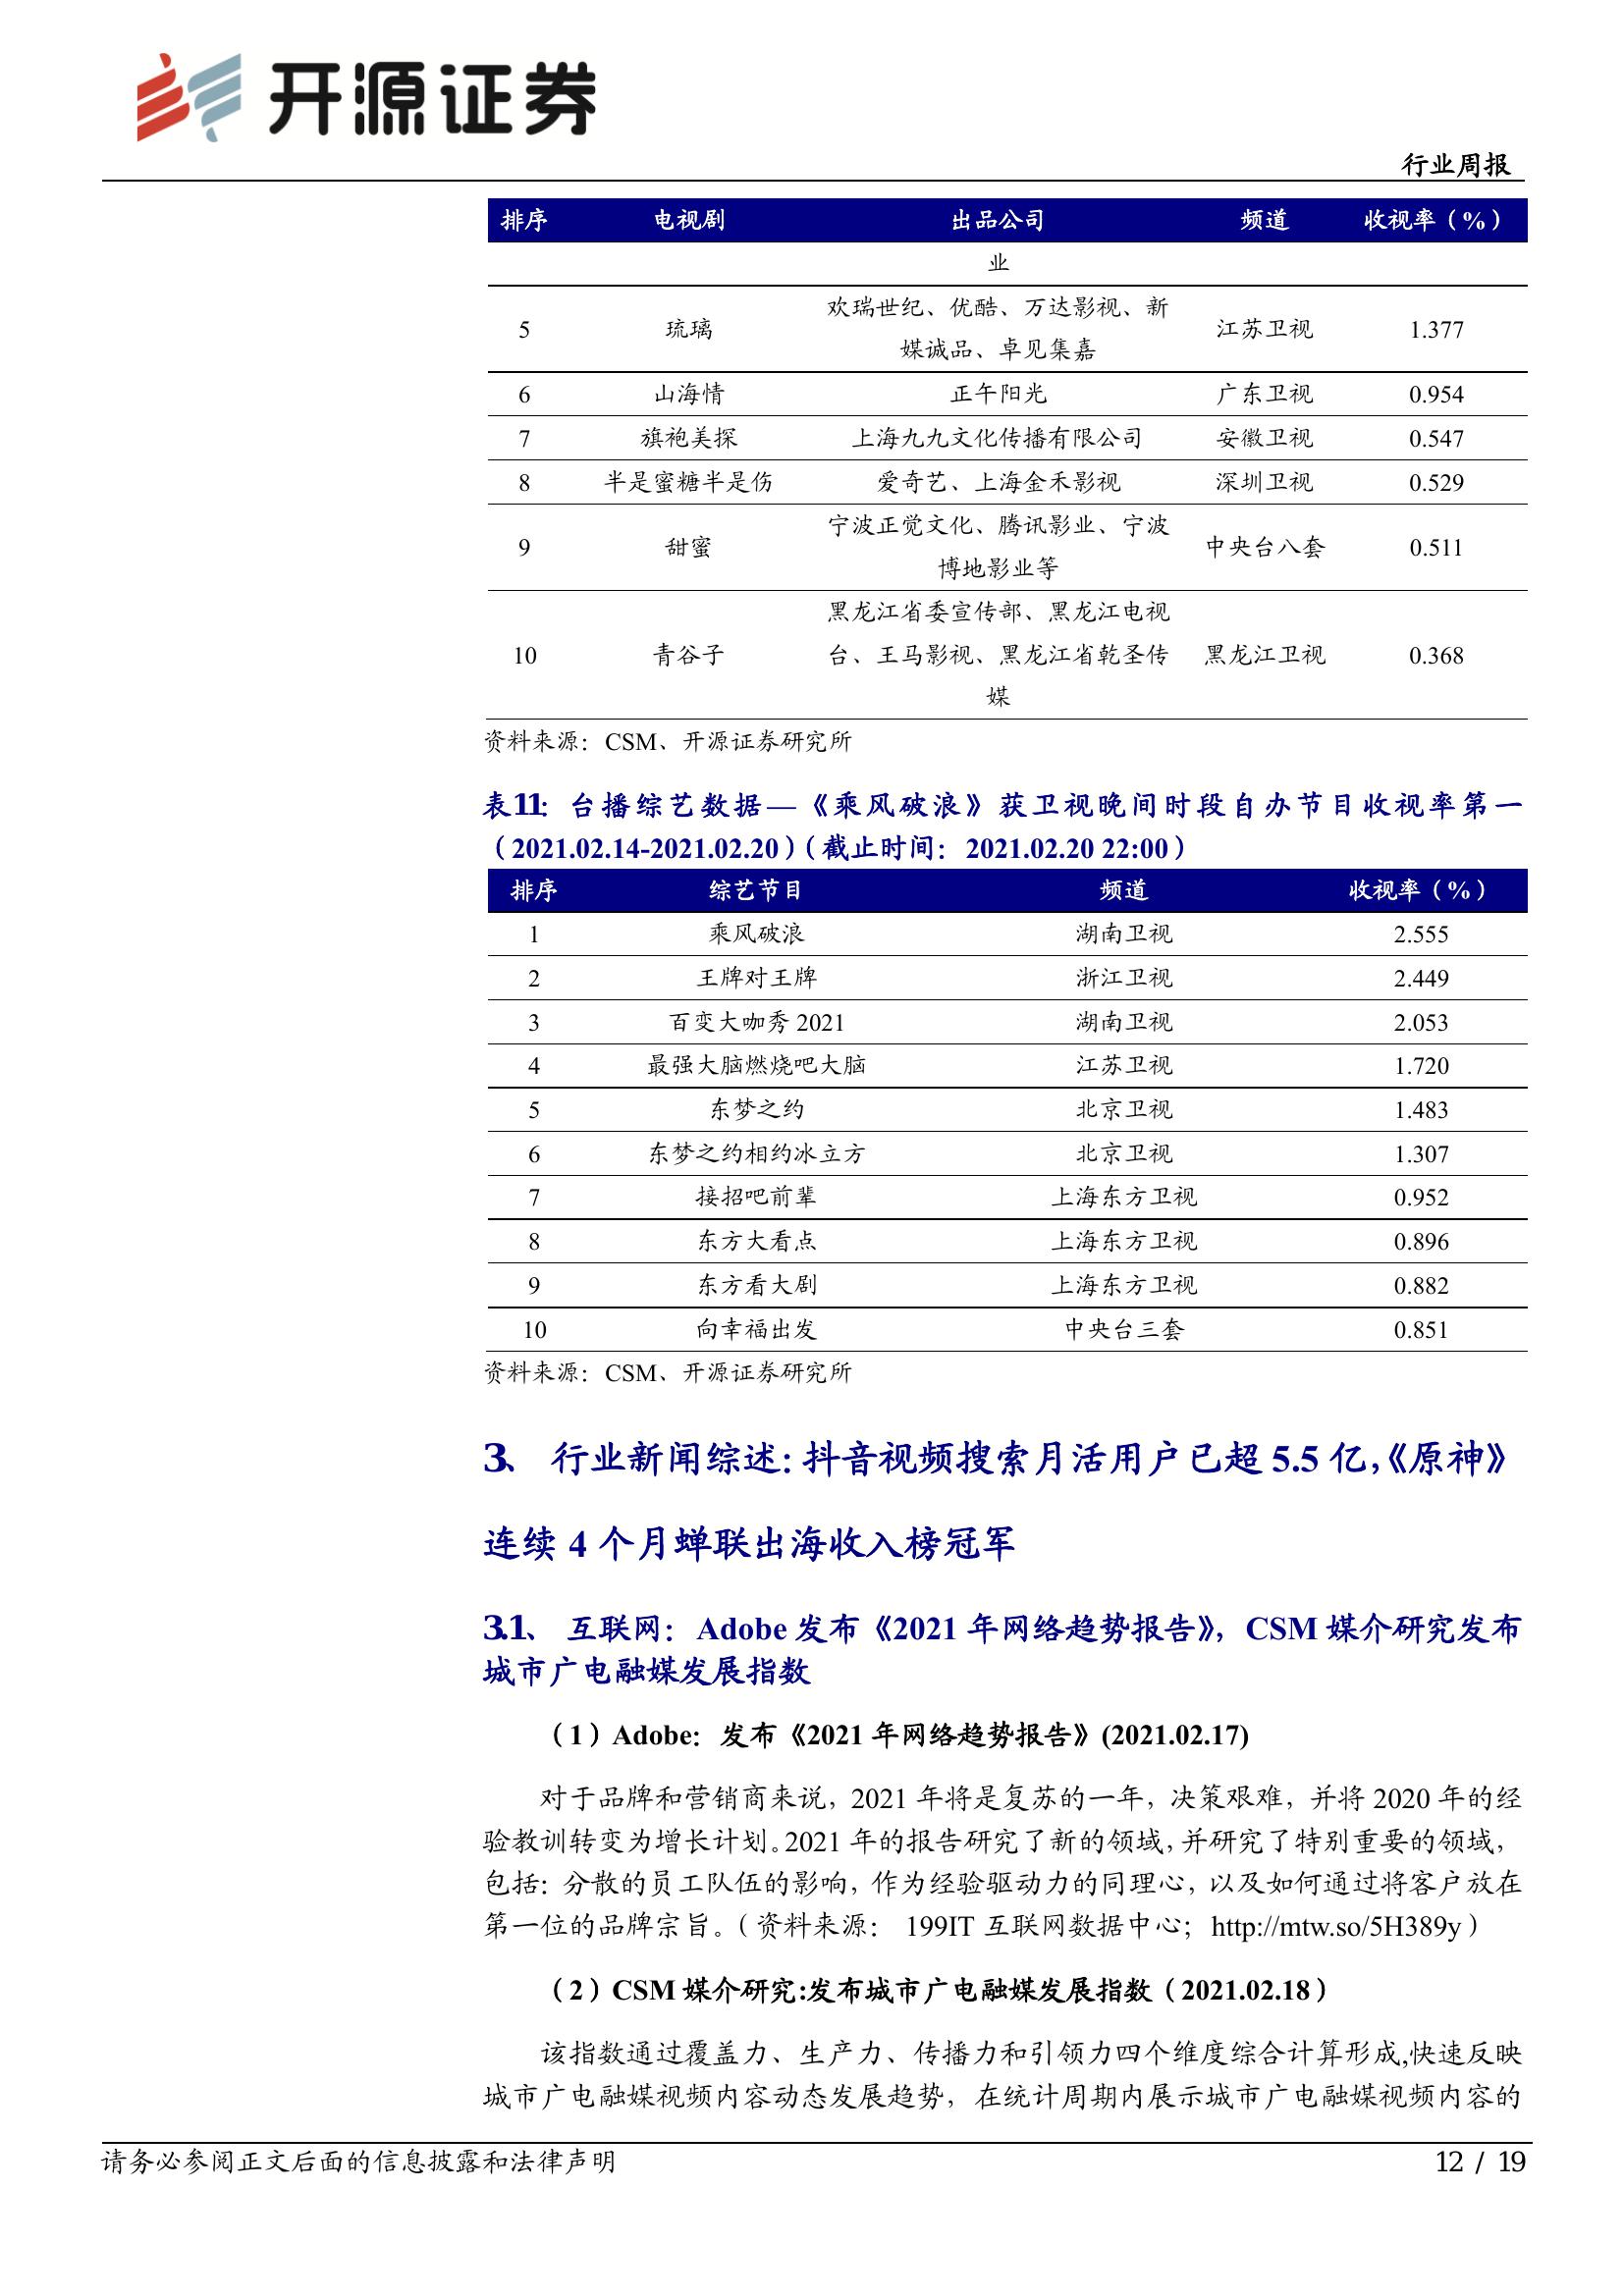 开源证券
行业周报
排序 电视剧 出品公司 频道 收视率（%）
业
5 琉璃 欢瑞世纪、优酷、万达影视、新媒诚品、卓见集嘉 江苏卫视 1.377
6 山海情 正午阳光 广东卫视 0.954
7 旗袍美探 上海九九文化传播有限公司 安徽卫视 0.547
8 半是蜜糖半是伤 爱奇艺、上海金禾影视 深圳卫视 0.529
9 甜蜜 宁波正觉文化、腾讯影业、宁波博地影业等 中央台八套 0.511
10 青谷子 黑龙江省委宣传部、黑龙江电视台、王马影视、黑龙江省乾圣传媒 黑龙江卫视 0.368
资料来源：CSM、开源证券研究所
表11：台播综艺数据—《乘风破浪》获卫视晚间时段自办节目收视率第一
（2021.02.14-2021.02.20）（截止时间：2021.02.20 22:00）
排序 综艺节目 频道 收视率（%）
1 乘风破浪 湖南卫视 2.555
2 王牌对王牌 浙江卫视 2.449
3 百变大咖秀 2021 湖南卫视 2.053
4 最强大脑燃烧吧大脑 江苏卫视 1.720
5 东梦之约 北京卫视 1.483
6 东梦之约相约冰立方 北京卫视 1.307
7 接招吧前辈 上海东方卫视 0.952
8 东方大看点 上海东方卫视 0.896
9 东方看大剧 上海东方卫视 0.882
10 向幸福出发 中央台三套 0.851
资料来源：CSM、开源证券研究所
3、 行业新闻综述：抖音视频搜索月活用户已超 5.5 亿，《原神》
连续 4 个月蝉联出海收入榜冠军
3.1、 互联网：Adobe 发布《2021 年网络趋势报告》，CSM 媒介研究发布
城市广电融媒发展指数
（1）Adobe：发布《2021 年网络趋势报告》(2021.02.17)
对于品牌和营销商来说，2021 年将是复苏的一年，决策艰难，并将 2020 年的经
验教训转变为增长计划。2021 年的报告研究了新的领域，并研究了特别重要的领域，
包括：分散的员工队伍的影响，作为经验驱动力的同理心，以及如何通过将客户放在
第一位的品牌宗旨。（资料来源： 199IT 互联网数据中心；http://mtw.so/5H389y）
（2）CSM 媒介研究:发布城市广电融媒发展指数（2021.02.18）
该指数通过覆盖力、生产力、传播力和引领力四个维度综合计算形成,快速反映
城市广电融媒视频内容动态发展趋势，在统计周期内展示城市广电融媒视频内容的
请务必参阅正文后面的信息披露和法律声明
12 / 19